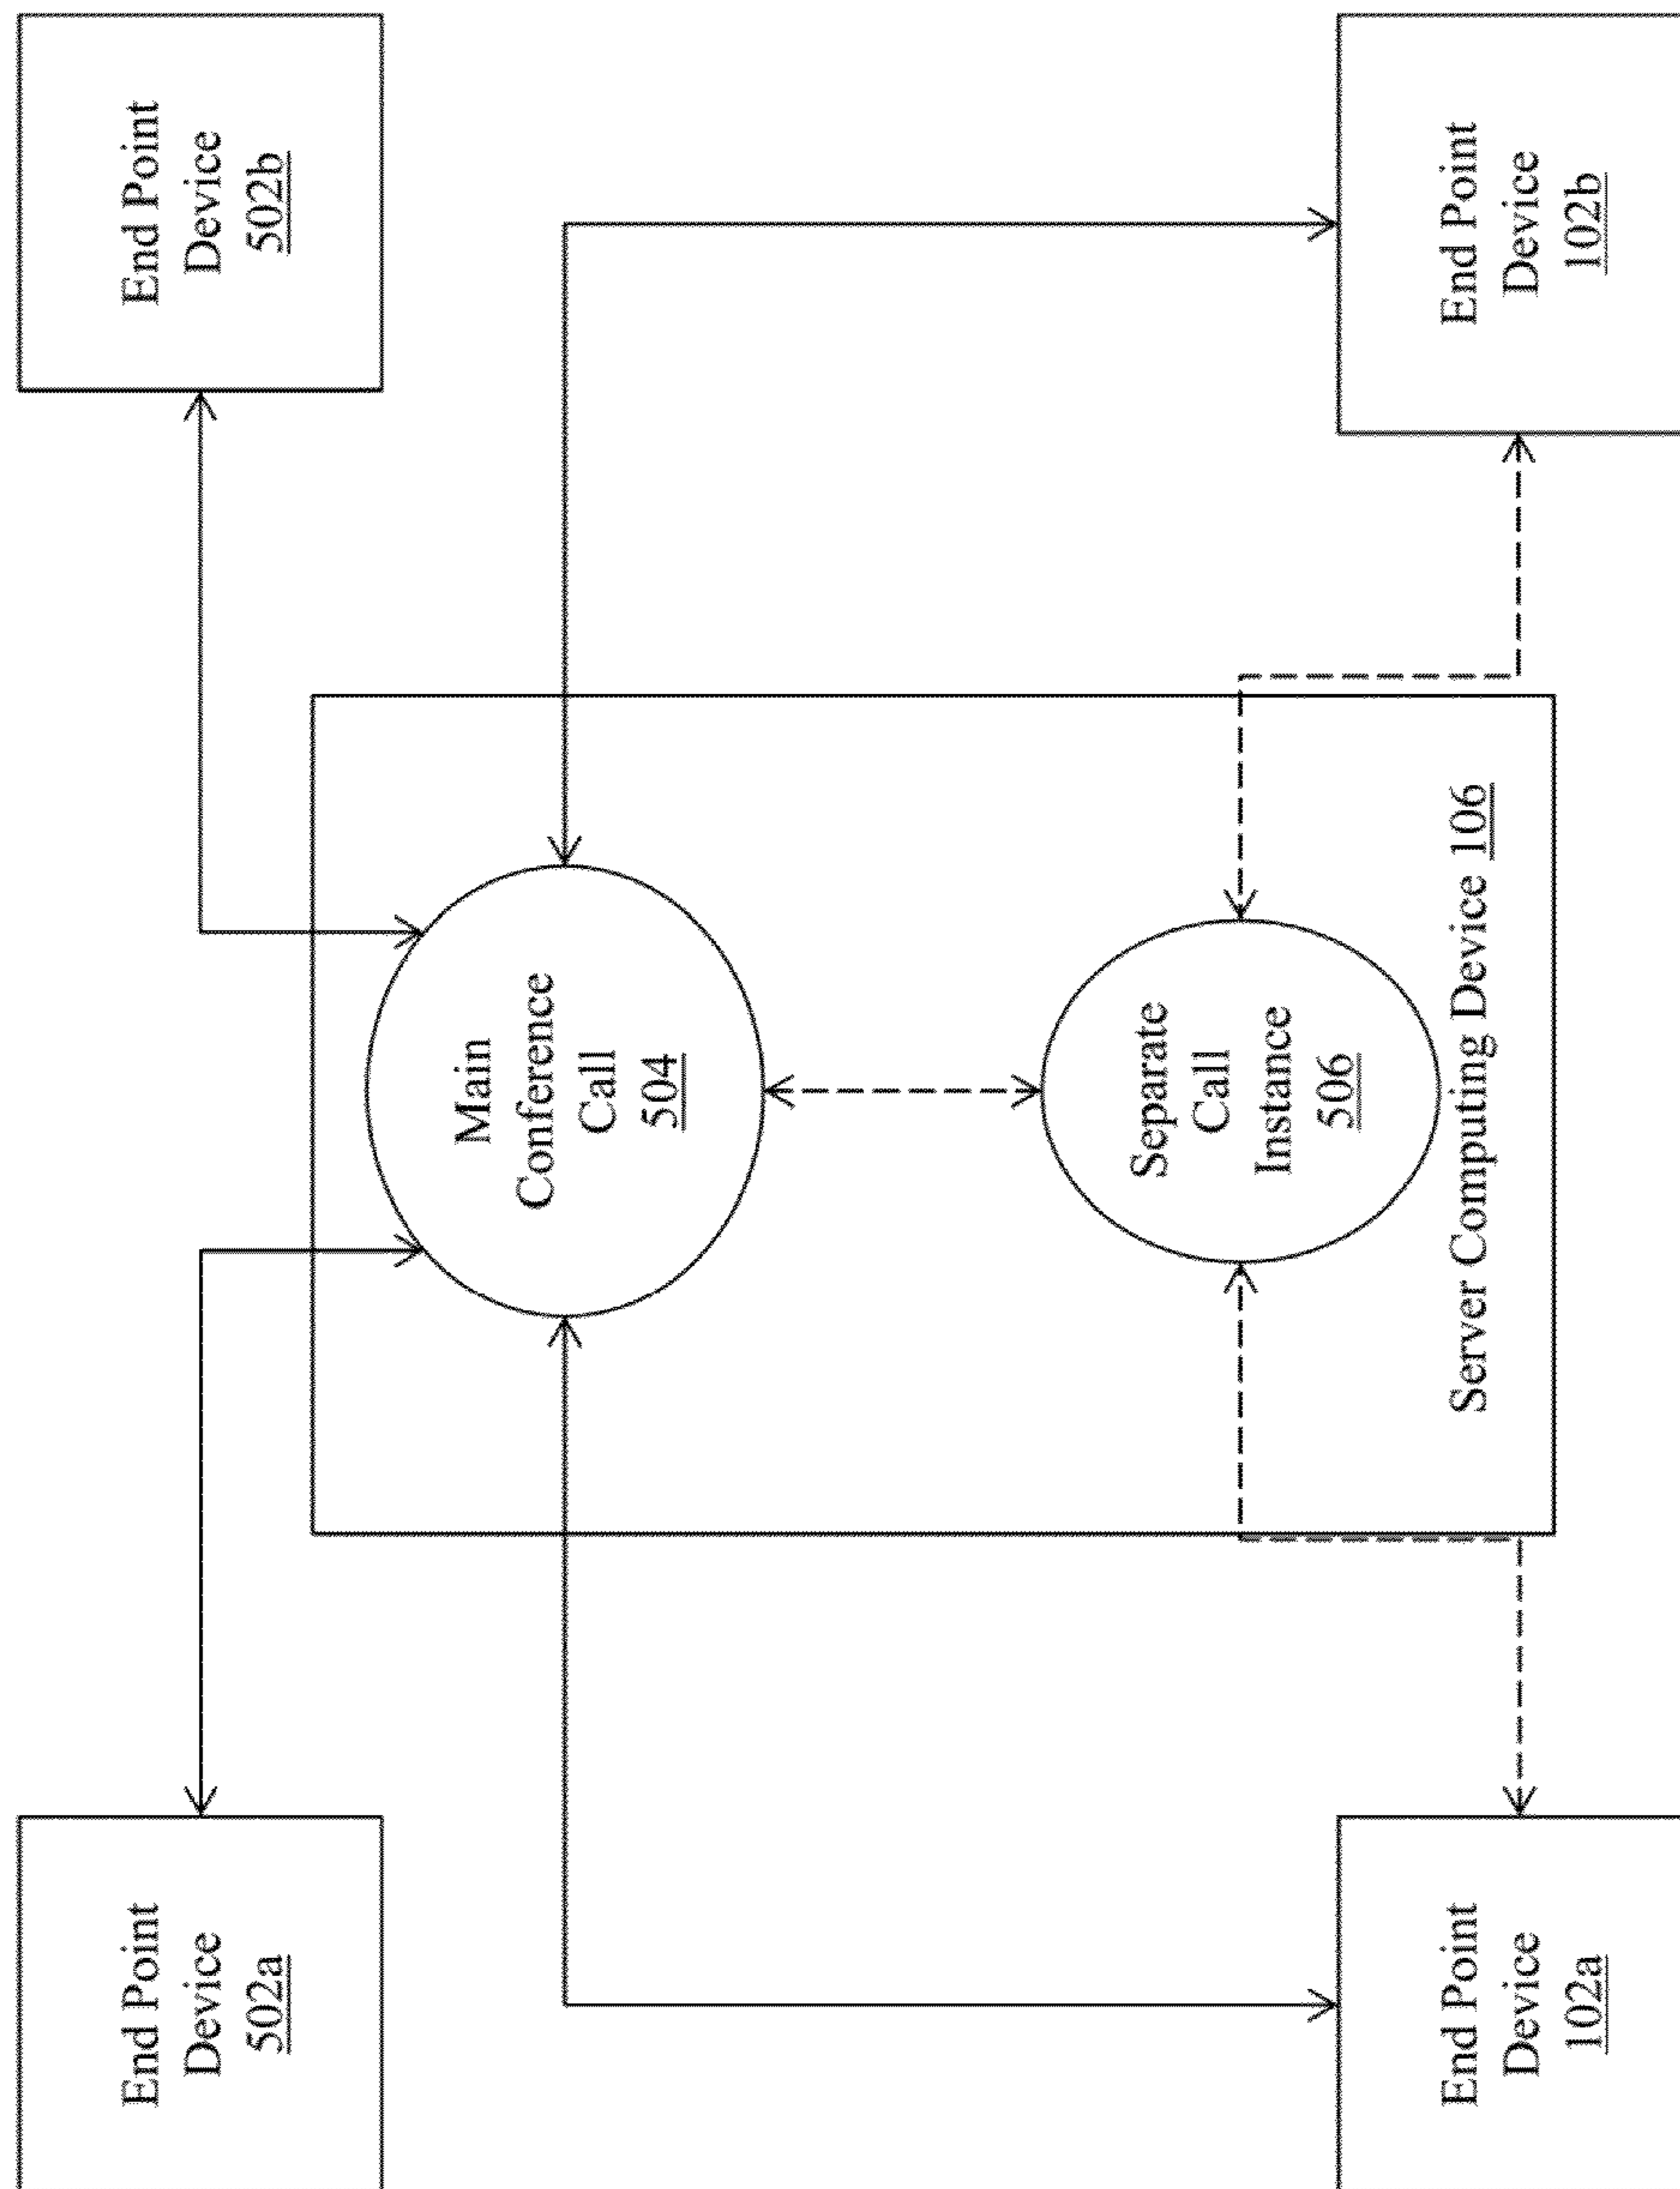 End Point
Device
502a
End Point
Device
502b
Main
Conference
Call
504
Separate
Call
Instance
506
Server Computing Device 106
End Point
Device
102a
End Point
Device
102b